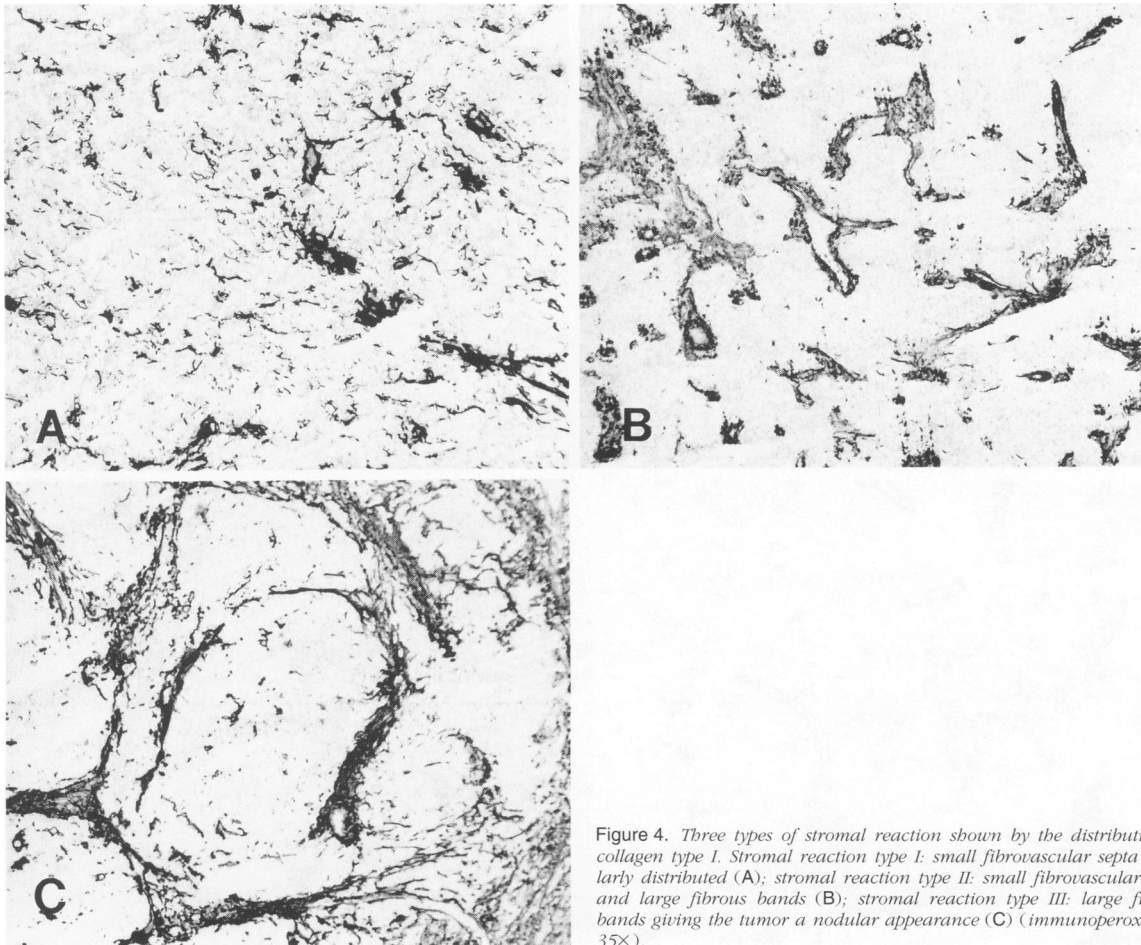 A
B
C
Figure 4. Three types of stromal reaction shown by the distributi
collagen type I. Stromal reaction type I: small fibrovascular septa
larly distributed (A); stromal reaction type II: small fibrovascular
and large fibrous bands (B); stromal reaction type III: large fi
bands giving the tumor a nodular appearance (C) (immunoperox
35×)